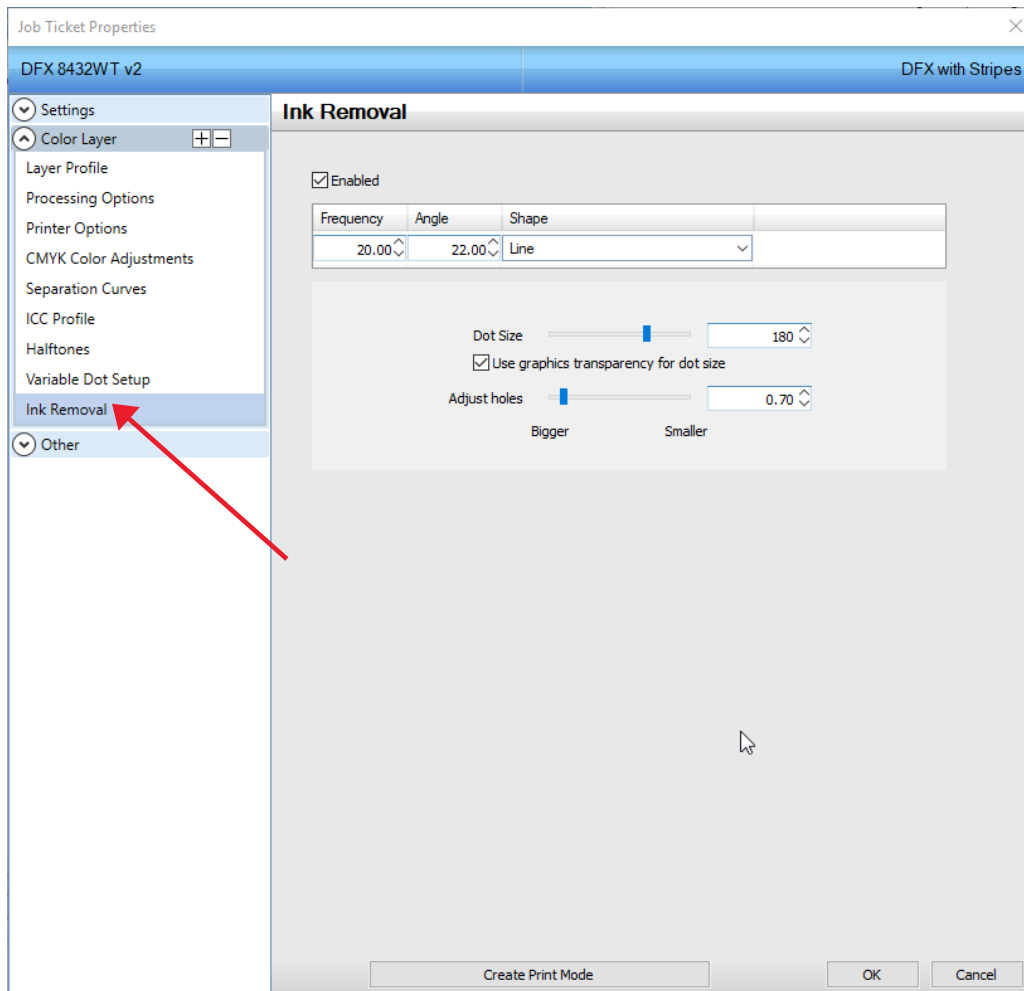 Job Ticket Properties
DFX 8432WT v2
DFX with Stripes
Settings
Color Layer
Layer Profile
Processing Options
Printer Options
CMYK Color Adjustments
Separation Curves
ICC Profile
Halftones
Variable Dot Setup
Ink Removal
Other
Ink Removal
Enabled
Frequency Angle Shape
20.00 22.00 Line
Dot Size 180
Use graphics transparency for dot size
Adjust holes 0.70
Bigger Smaller
Create Print Mode OK Cancel